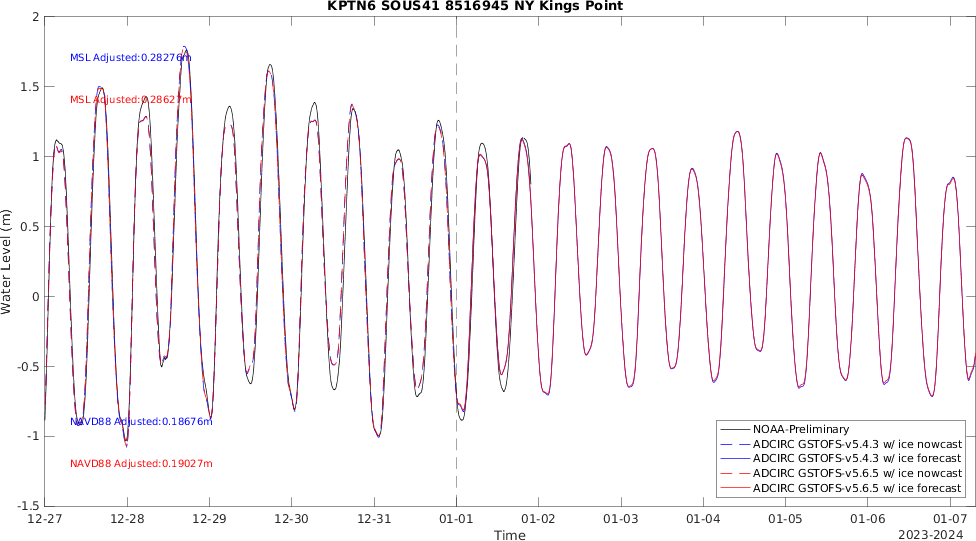 KPTN6 SOUS41 8516945 NY Kings Point
2
1.5
1
0.5
0
-0.5
-1
-1.5
Water Level (m)
MSL Adjusted:0.28276m
MSL Adjusted:0.28627m
NAVD88 Adjusted:0.18676m
NAVD88 Adjusted:0.19027m
NOAA-Preliminary
ADCIRC GSTOFS-v5.4.3 w/ ice nowcast
ADCIRC GSTOFS-v5.4.3 w/ ice forecast
ADCIRC GSTOFS-v5.6.5 w/ ice nowcast
ADCIRC GSTOFS-v5.6.5 w/ ice forecast
12-27 12-28 12-29 12-30 12-31 01-01 01-02 01-03 01-04 01-05 01-06 01-07
Time
2023-2024